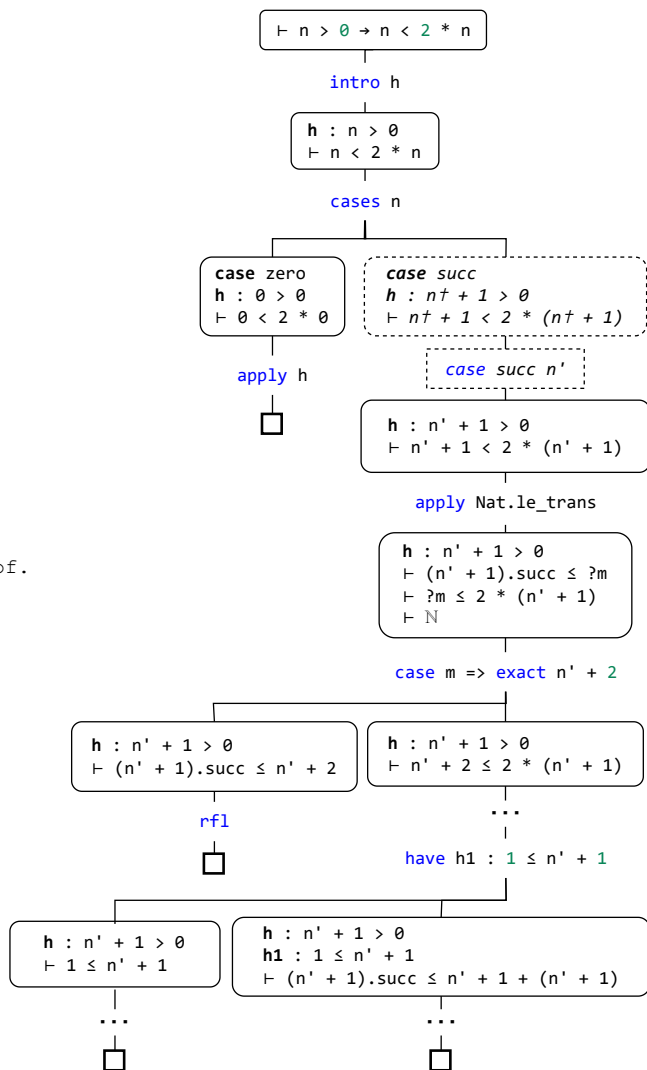 ⊢ n > 0 → n < 2 * n
intro h
h : n > 0
⊢ n < 2 * n
cases n
case zero
h : 0 > 0
⊢ 0 < 2 * 0
case succ
h : n† + 1 > 0
⊢ n† + 1 < 2 * (n† + 1)
apply h
case succ n'
h : n' + 1 > 0
⊢ n' + 1 < 2 * (n' + 1)
apply Nat.le_trans
of.
h : n' + 1 > 0
⊢ (n' + 1).succ ≤ ?m
⊢ ?m ≤ 2 * (n' + 1)
⊢ ℕ
case m => exact n' + 2
h : n' + 1 > 0
⊢ (n' + 1).succ ≤ n' + 2
h : n' + 1 > 0
⊢ n' + 2 ≤ 2 * (n' + 1)
rfl
...
have h1 : 1 ≤ n' + 1
h : n' + 1 > 0
⊢ 1 ≤ n' + 1
h : n' + 1 > 0
h1 : 1 ≤ n' + 1
⊢ (n' + 1).succ ≤ n' + 1 + (n' + 1)
...
...